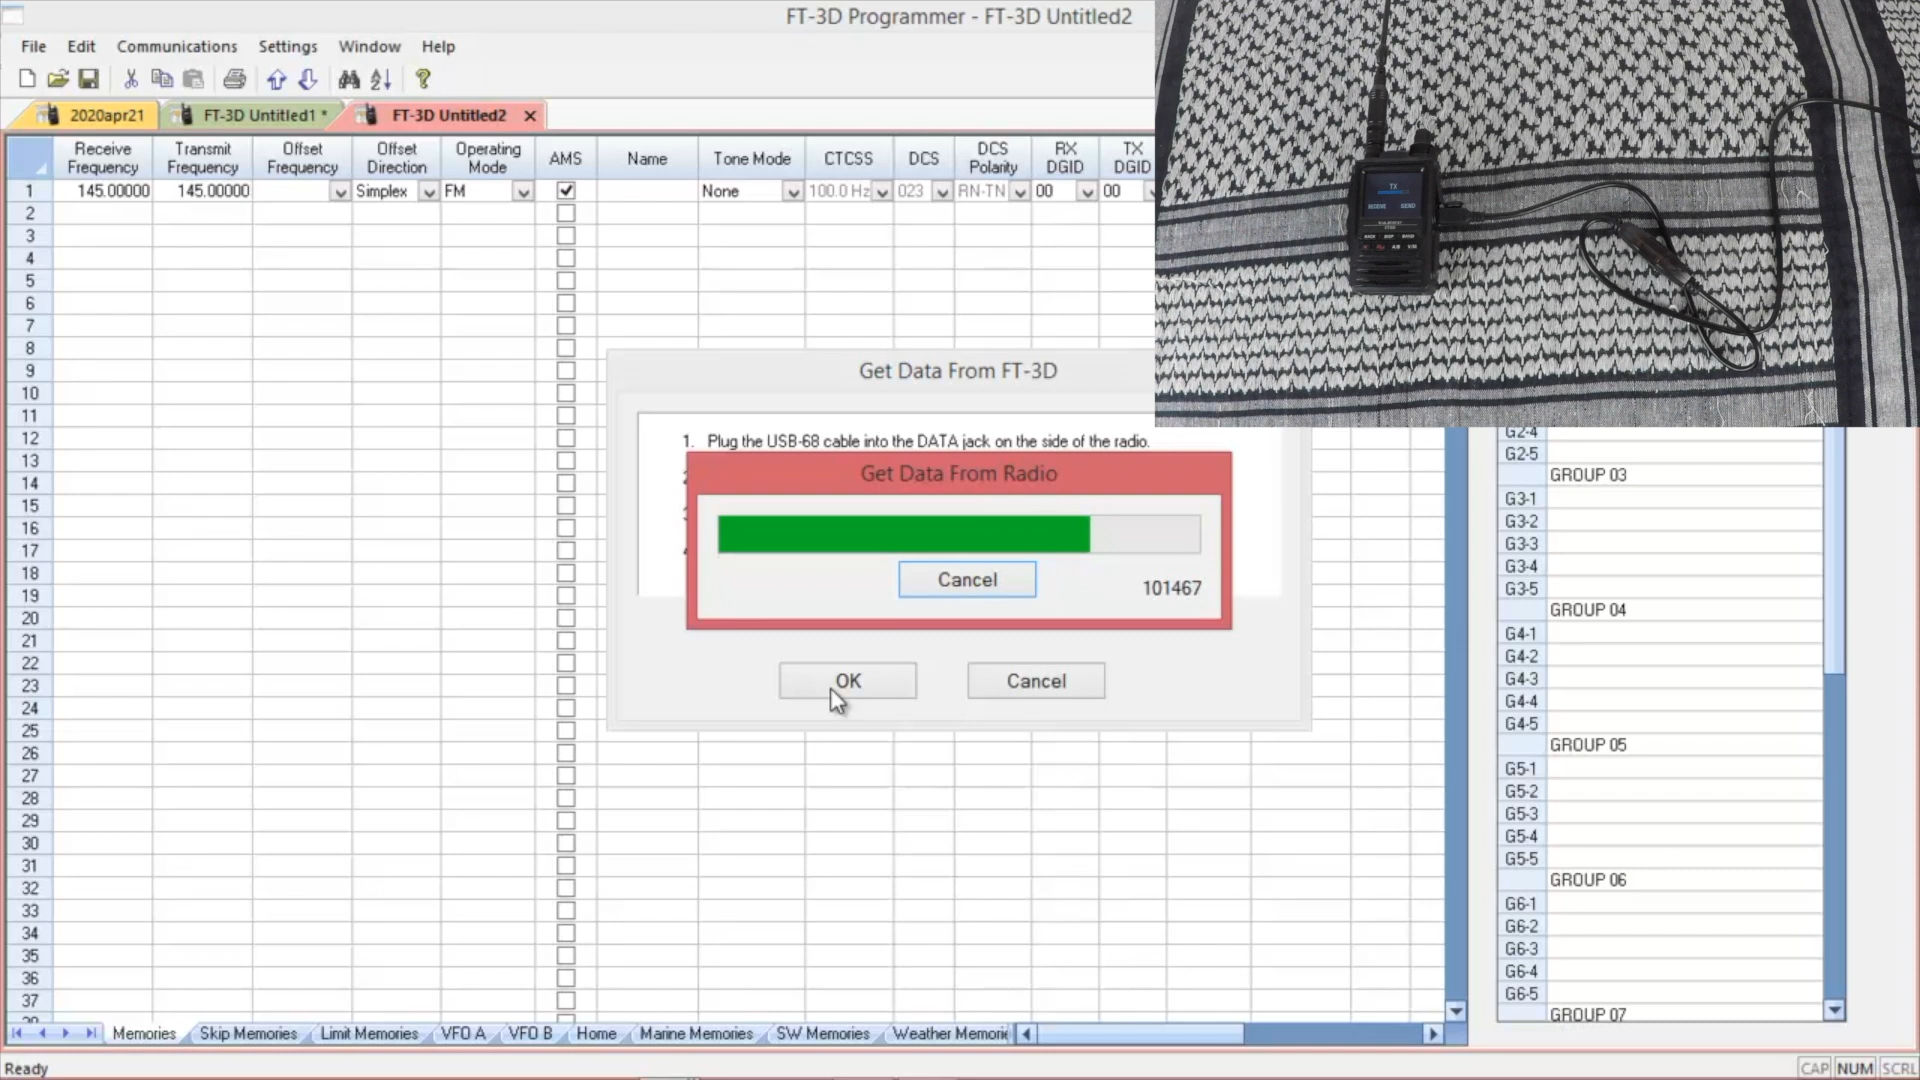 FT-3D Programmer - FT-3D Untitled2
File Edit Communications Settings Window Help
2020apr21 FT-3D Untitled1 * FT-3D Untitled2
Receive Frequency Transmit Frequency Offset Frequency Offset Direction Operating Mode AMS Name Tone Mode CTCSS DCS DCS Polarity RX DGID TX DGID
1 145.00000 145.00000 Simplex FM None 100.0 Hz 023 RN-TN 00 00
2
3
4
5
6
7
8
9
10
11
12
13
14
15
16
17
18
19
20
21
22
23
24
25
26
27
28
29
30
31
32
33
34
35
36
37
TX
RECEIVE SEND
Get Data From FT-3D
1. Plug the USB-68 cable into the DATA jack on the side of the radio.
Get Data From Radio
Cancel
101467
OK Cancel
G2-4
G2-5
GROUP 03
G3-1
G3-2
G3-3
G3-4
G3-5
GROUP 04
G4-1
G4-2
G4-3
G4-4
G4-5
GROUP 05
G5-1
G5-2
G5-3
G5-4
G5-5
GROUP 06
G6-1
G6-2
G6-3
G6-4
G6-5
GROUP 07
Memories Skip Memories Limit Memories VFO A VFO B Home Marine Memories SW Memories Weather Memorie
Ready
CAP NUM SCRL